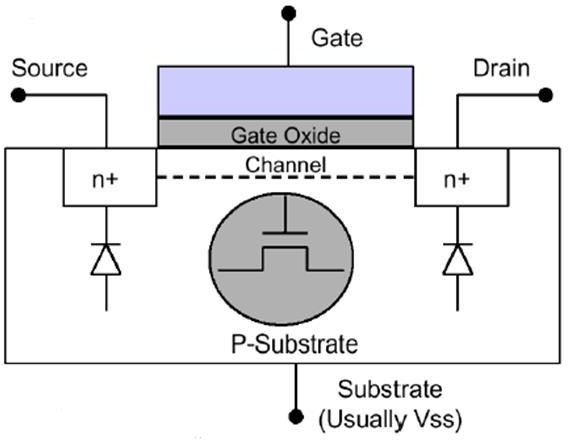 Gate
Source
Drain
Gate Oxide
Channel
n+
n+
P-Substrate
Substrate
(Usually Vss)